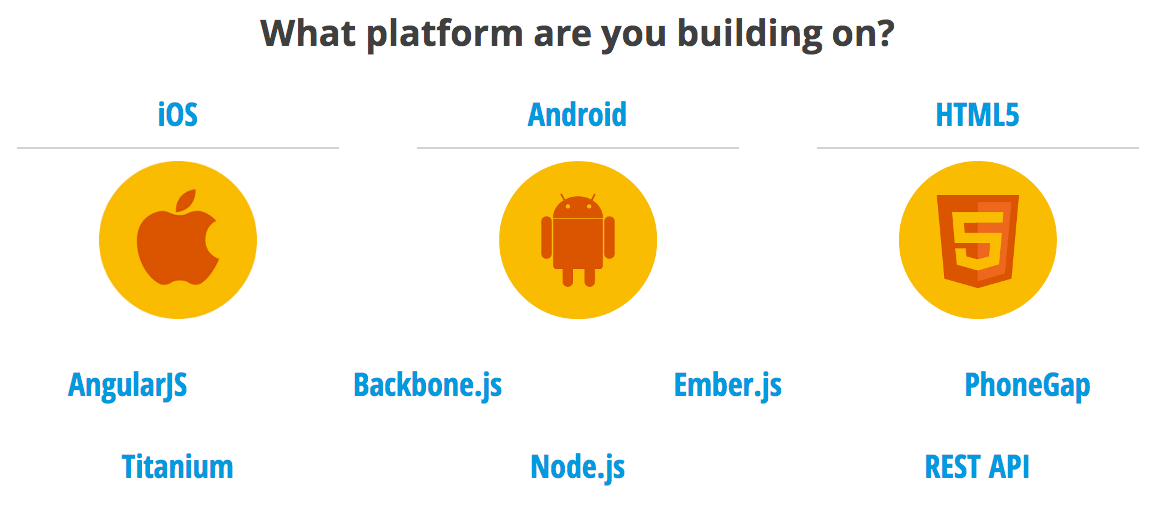 What platform are you building on?
iOS Android HTML5
AngularJS Backbone.js Ember.js PhoneGap
Titanium Node.js REST API